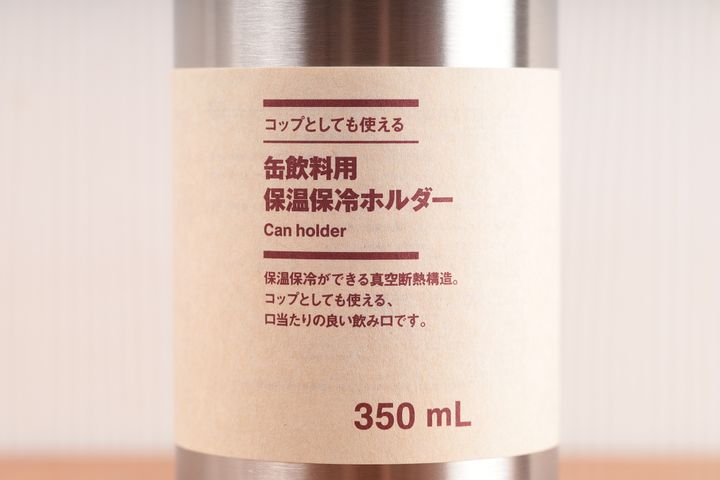 コップとしても使える
缶飲料用
保温保冷ホルダー
Can holder
保温保冷ができる真空断熱構造。
コップとしても使える、
口当たりの良い飲み口です。
350 mL